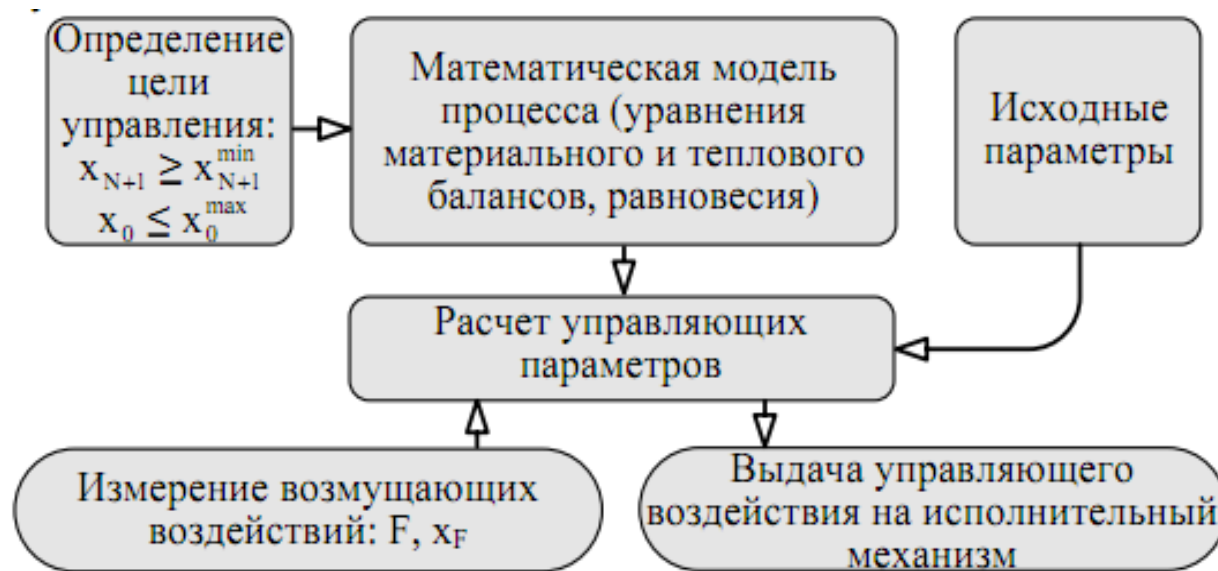 Определение
цели
управления:
x_{N+1} ≥ x_{N+1}^{min}
x_0 ≤ x_0^{max}
Математическая модель
процесса (уравнения
материального и теплового
балансов, равновесия)
Исходные
параметры
Расчет управляющих
параметров
Измерение возмущающих
воздействий: F, x_F
Выдача управляющего
воздействия на исполнительный
механизм